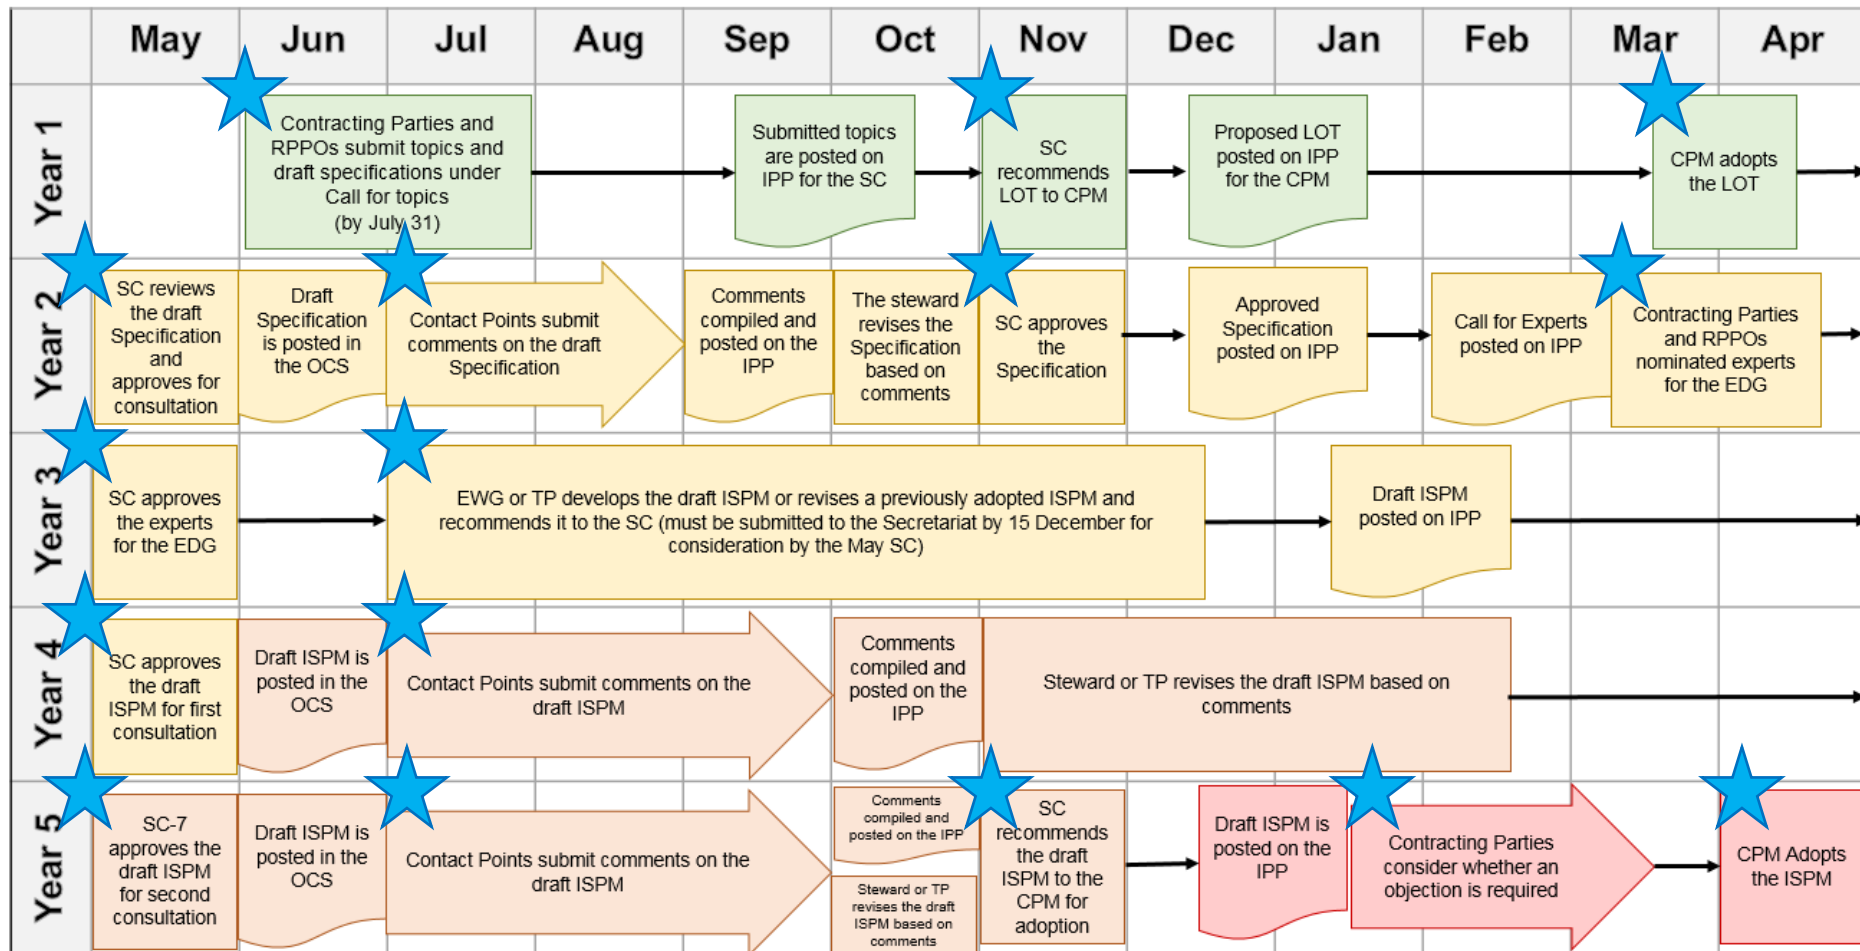 May Jun Jul Aug Sep Oct Nov Dec Jan Feb Mar Apr
Year 1
Contracting Parties and
RPPOs submit topics and
draft specifications under
Call for topics
(by July 31)
Submitted topics
are posted on
IPP for the SC
SC
recommends
LOT to CPM
Proposed LOT
posted on IPP
for the CPM
CPM adopts
the LOT
Year 2
SC reviews
the draft
Specification
and
approves for
consultation
Draft
Specification
is posted in
the OCS
Contact Points submit
comments on the draft
Specification
Comments
compiled and
posted on the
IPP
The steward
revises the
Specification
based on
comments
SC approves
the
Specification
Approved
Specification
posted on IPP
Call for Experts
posted on IPP
Contracting Parties
and RPPOs
nominated experts
for the EDG
Year 3
SC approves
the experts
for the EDG
EWG or TP develops the draft ISPM or revises a previously adopted ISPM and
recommends it to the SC (must be submitted to the Secretariat by 15 December for
consideration by the May SC)
Draft ISPM
posted on IPP
Year 4
SC approves
the draft
ISPM for first
consultation
Draft ISPM is
posted in the
OCS
Contact Points submit comments on the
draft ISPM
Comments
compiled and
posted on the
IPP
Steward or TP revises the draft ISPM based on
comments
Year 5
SC-7
approves the
draft ISPM
for second
consultation
Draft ISPM is
posted in the
OCS
Contact Points submit comments on the
draft ISPM
Comments
compiled and
posted on the IPP
Steward or TP
revises the draft
ISPM based on
comments
SC
recommends
the draft
ISPM to the
CPM for
adoption
Draft ISPM is
posted on the
IPP
Contracting Parties
consider whether an
objection is required
CPM Adopts
the ISPM